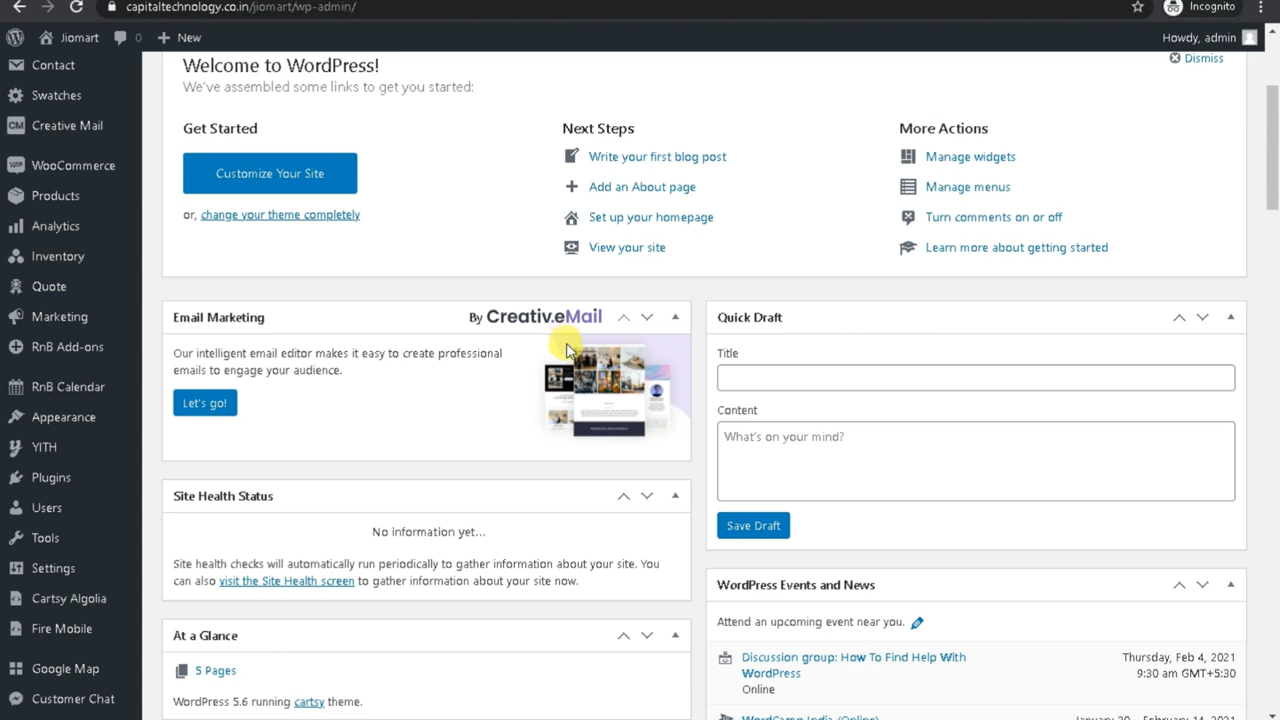 capitaltechnology.co.in/jiomart/wp-admin/
Incognito
Jiomart
0
New
Howdy, admin
Contact
Swatches
CM Creative Mail
WooCommerce
Products
Analytics
Inventory
Quote
Marketing
RnB Add-ons
RnB Calendar
Appearance
YITH
Plugins
Users
Tools
Settings
Cartsy Algolia
Fire Mobile
Google Map
Customer Chat
Welcome to WordPress!
Dismiss
We've assembled some links to get you started:
Get Started
Customize Your Site
or, change your theme completely
Next Steps
Write your first blog post
Add an About page
Set up your homepage
View your site
More Actions
Manage widgets
Manage menus
Turn comments on or off
Learn more about getting started
Email Marketing
By Creativ.eMail
Our intelligent email editor makes it easy to create professional
emails to engage your audience.
Let's go!
Site Health Status
No information yet...
Site health checks will automatically run periodically to gather information about your site. You
can also visit the Site Health screen to gather information about your site now.
At a Glance
5 Pages
WordPress 5.6 running cartsy theme.
Quick Draft
Title
Content
What's on your mind?
Save Draft
WordPress Events and News
Attend an upcoming event near you.
Discussion group: How To Find Help With
WordPress
Online
Thursday, Feb 4, 2021
9:30 am GMT+5:30
WordCamp India (Online)